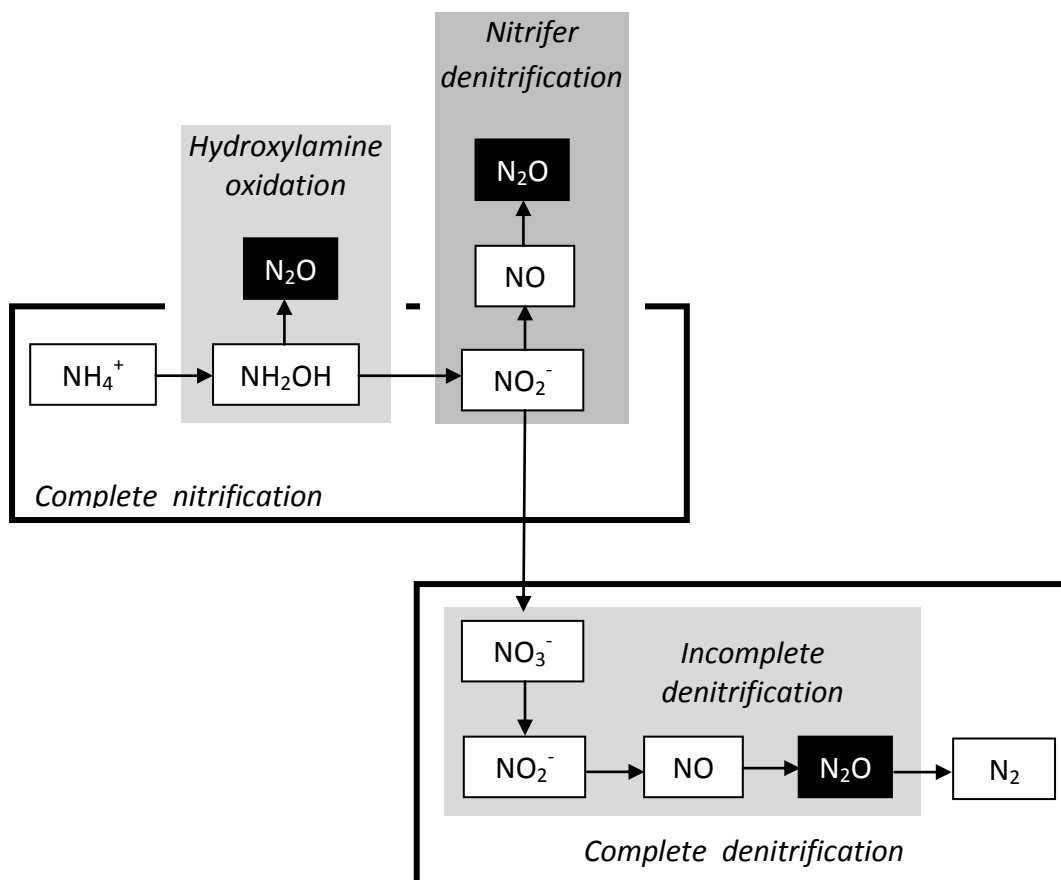 Nitrifer
denitrification
Hydroxylamine
oxidation
N₂O
N₂O
NO
NH₄⁺
NH₂OH
NO₂⁻
Complete nitrification
NO₃⁻
Incomplete
denitrification
NO₂⁻
NO
N₂O
N₂
Complete denitrification